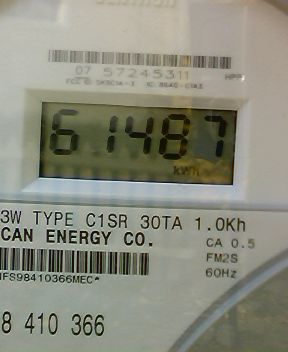 07 57245311
61487
kWh
3W TYPE C1SR 30TA 1.0Kh
CAN ENERGY CO.
CA 0.5
FM2S
60Hz
IFS98410366MEC*
8 410 366